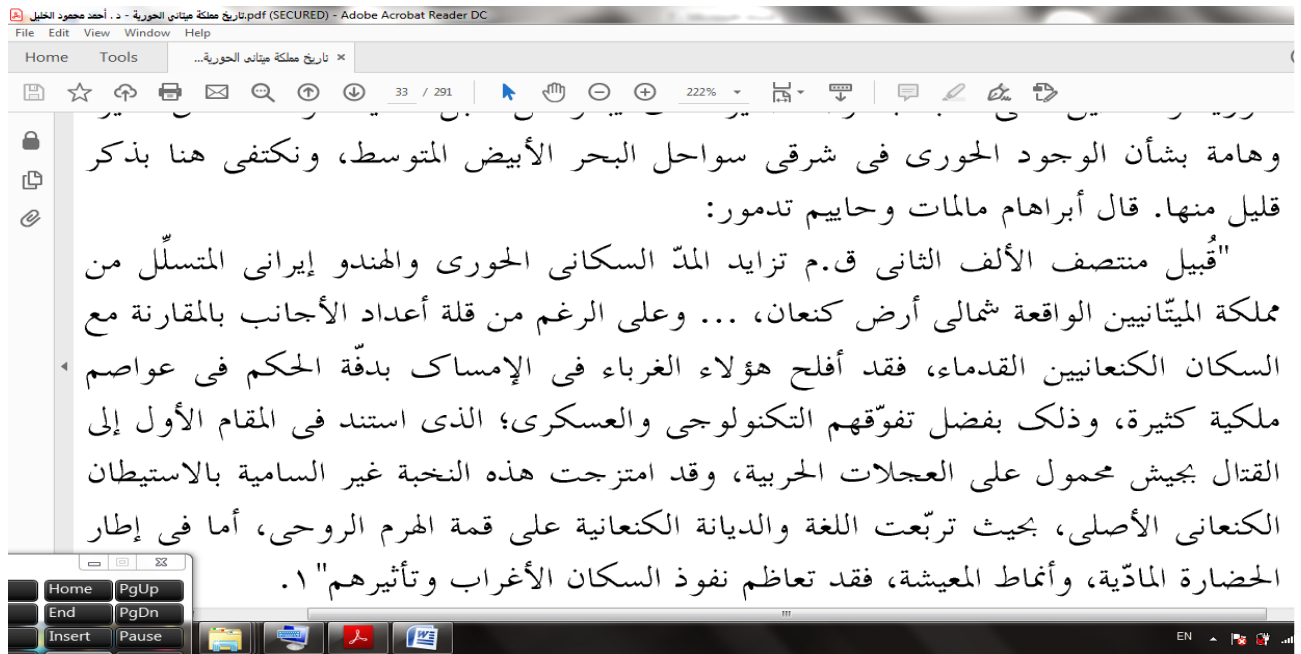 تاريخ مملكة ميتاني الحورية - د . أحمد محمود الخليل.pdf (SECURED) - Adobe Acrobat Reader DC
File Edit View Window Help
Home Tools تاريخ مملكة ميتاني الحورية... ×
33 / 291 222%
وهامة بشأن الوجود الحورى فى شرقى سواحل البحر الأبيض المتوسط، ونكتفى هنا بذكر
قليل منها. قال أبراهام مالمات وحاييم تدمور:
"قُبيل منتصف الألف الثانى ق.م تزايد المدّ السكانى الحورى والهندو إيرانى المتسلِّل من
مملكة الميتّانيين الواقعة شمالى أرض كنعان، ... وعلى الرغم من قلة أعداد الأجانب بالمقارنة مع
السكان الكنعانيين القدماء، فقد أفلح هؤلاء الغرباء فى الإمساك بدفّة الحكم فى عواصم
ملكية كثيرة، وذلك بفضل تفوّقهم التكنولوجى والعسكرى؛ الذى استند فى المقام الأول إلى
القتال بجيش محمول على العجلات الحربية، وقد امتزجت هذه النخبة غير السامية بالاستيطان
الكنعانى الأصلى، بحيث تربّعت اللغة والديانة الكنعانية على قمة الهرم الروحى، أما فى إطار
الحضارة المادّية، وأنماط المعيشة، فقد تعاظم نفوذ السكان الأغراب وتأثيرهم"١.
Home PgUp
End PgDn
Insert Pause
EN